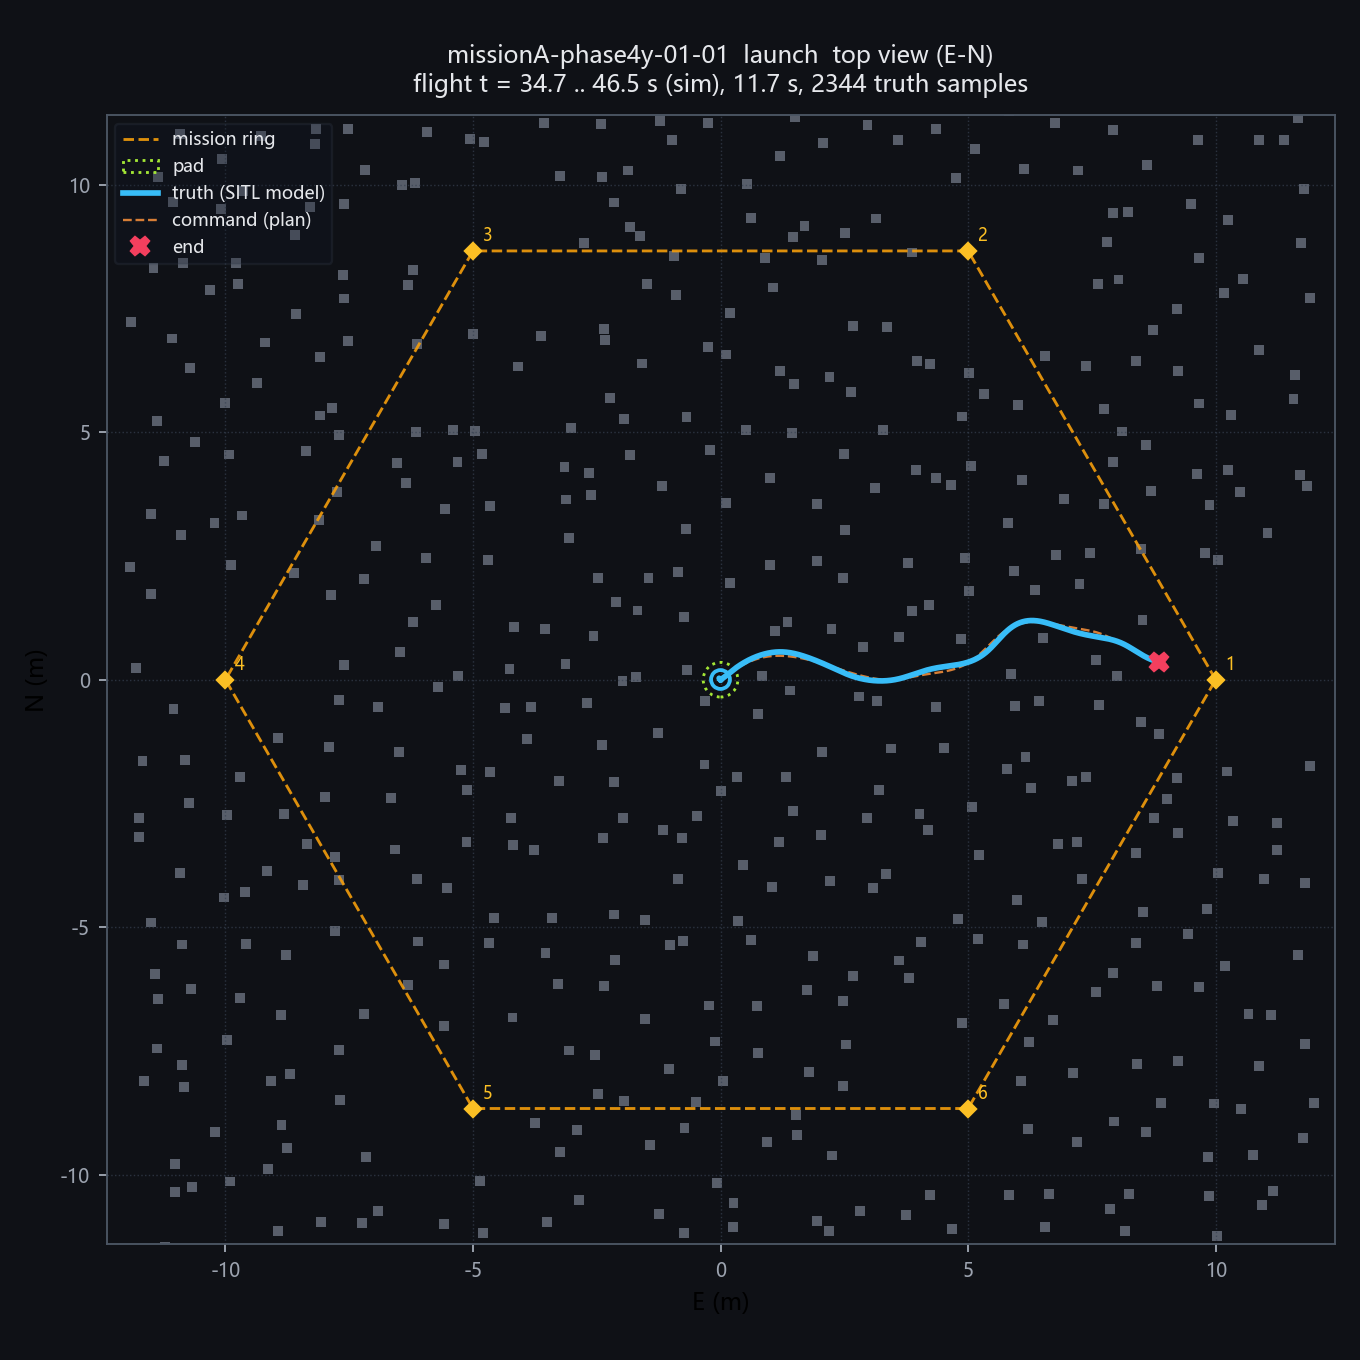 missionA-phase4y-01-01 launch top view (E-N)
flight t = 34.7 .. 46.5 s (sim), 11.7 s, 2344 truth samples
mission ring
pad
truth (SITL model)
command (plan)
end
3
2
4
1
5
6
10
5
0
-5
-10
N (m)
-10
-5
0
5
10
E (m)